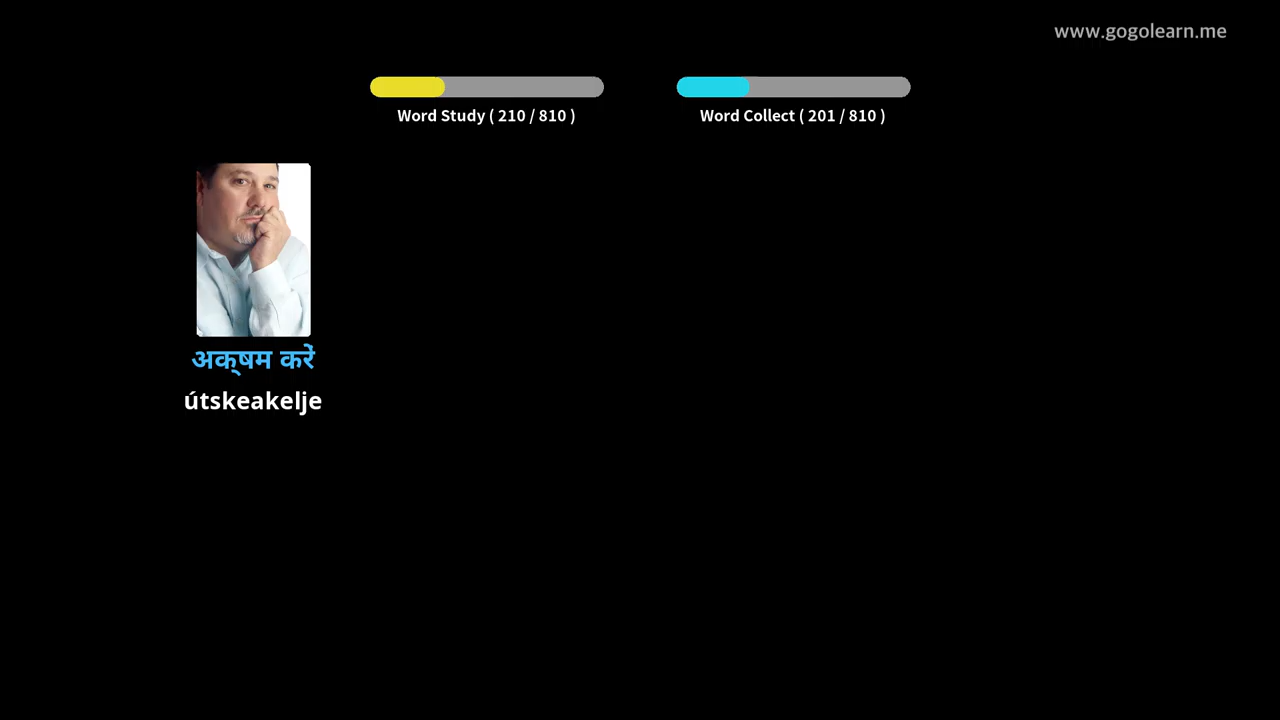 www.gogolearn.me
Word Study ( 210 / 810 )
Word Collect ( 201 / 810 )
अक्षम करें
útskeakelje